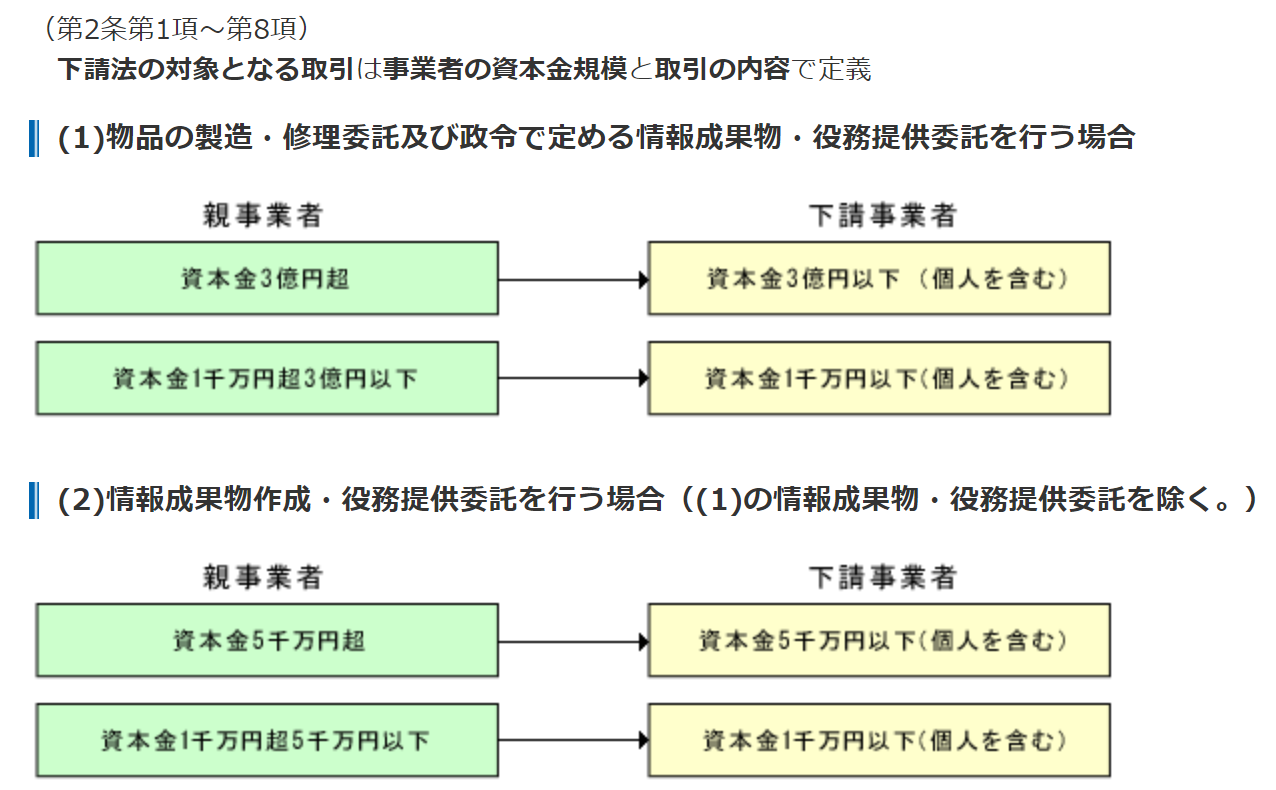 （第2条第1項～第8項）
下請法の対象となる取引は事業者の資本金規模と取引の内容で定義
(1)物品の製造・修理委託及び政令で定める情報成果物・役務提供委託を行う場合
親事業者
下請事業者
資本金3億円超
資本金3億円以下（個人を含む）
資本金1千万円超3億円以下
資本金1千万円以下(個人を含む)
(2)情報成果物作成・役務提供委託を行う場合（(1)の情報成果物・役務提供委託を除く。）
親事業者
下請事業者
資本金5千万円超
資本金5千万円以下(個人を含む)
資本金1千万円超5千万円以下
資本金1千万円以下(個人を含む)